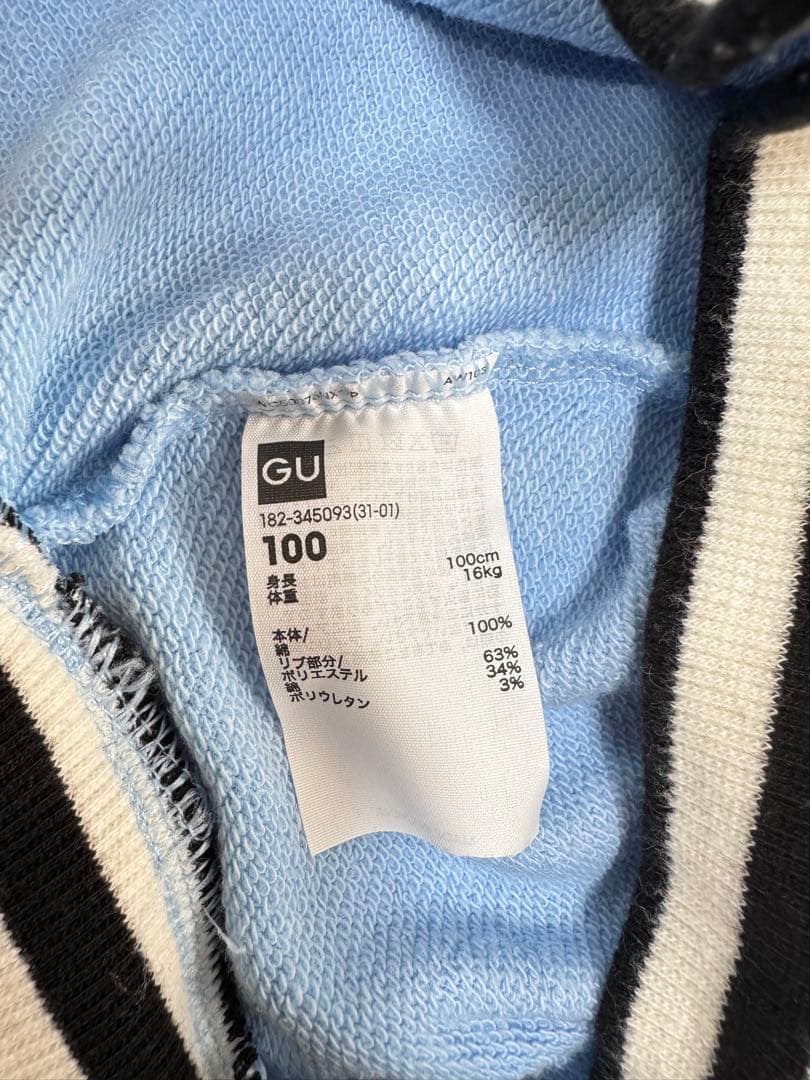 GU
182-345093(31-01)
100
身長 100cm
体重 16kg
本体/
綿 100%
リブ部分/
ポリエステル 63%
綿 34%
ポリウレタン 3%